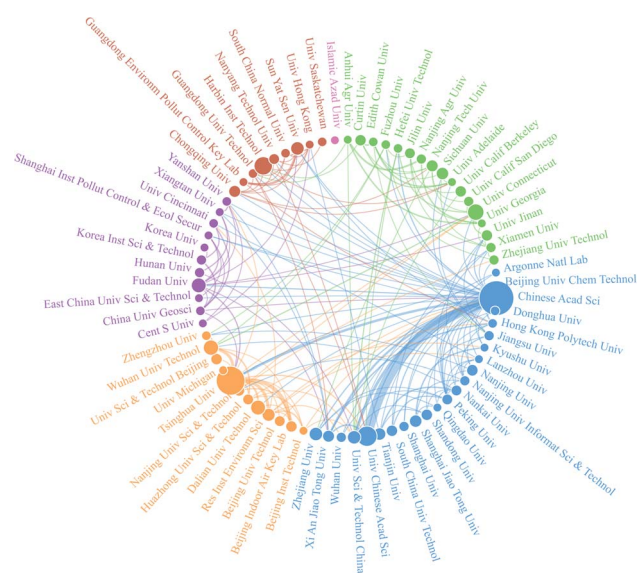 Islamic Azad Univ
Anhui Agr Univ
Curtin Univ
Edith Cowan Univ
Fuzhou Univ
Hefei Univ Technol
Jilin Univ
Nanjing Agr Univ
Nanjing Tech Univ
Sichuan Univ
Univ Adelaide
Univ Calif Berkeley
Univ Calif San Diego
Univ Connecticut
Univ Georgia
Univ Jinan
Xiamen Univ
Zhejiang Univ Technol
Argonne Natl Lab
Beijing Univ Chem Technol
Chinese Acad Sci
Donghua Univ
Hong Kong Polytech Univ
Jiangsu Univ
Kyushu Univ
Lanzhou Univ
Nanjing Univ
Nanjing Univ Informat Sci & Technol
Nankai Univ
Peking Univ
Qingdao Univ
Shandong Univ
Shanghai Jiao Tong Univ
Shanghai Univ
South China Univ Technol
Tianjin Univ
Univ Chinese Acad Sci
Univ Sci & Technol China
Wuhan Univ
Xi An Jiao Tong Univ
Zhejiang Univ
Beijing Inst Technol
Beijing Indoor Air Key Lab
Beijing Univ Technol
Res Inst Environm Sci
Dalian Univ Technol
Huazhong Univ Sci & Technol
Nanjing Univ Sci & Technol
Tsinghua Univ
Univ Michigan
Univ Sci & Technol Beijing
Wuhan Univ Technol
Zhengzhou Univ
Cent S Univ
China Univ Geosci
East China Univ Sci & Technol
Fudan Univ
Hunan Univ
Korea Inst Sci & Technol
Korea Univ
Shanghai Inst Pollut Control & Ecol Secur
Univ Cincinnati
Xiangtan Univ
Yanshan Univ
Chongqing Univ
Guangdong Environm Pollut Control Key Lab
Guangdong Univ Technol
Harbin Inst Technol
Nanyang Technol Univ
South China Normal Univ
Sun Yat Sen Univ
Univ Hong Kong
Univ Saskatchewan